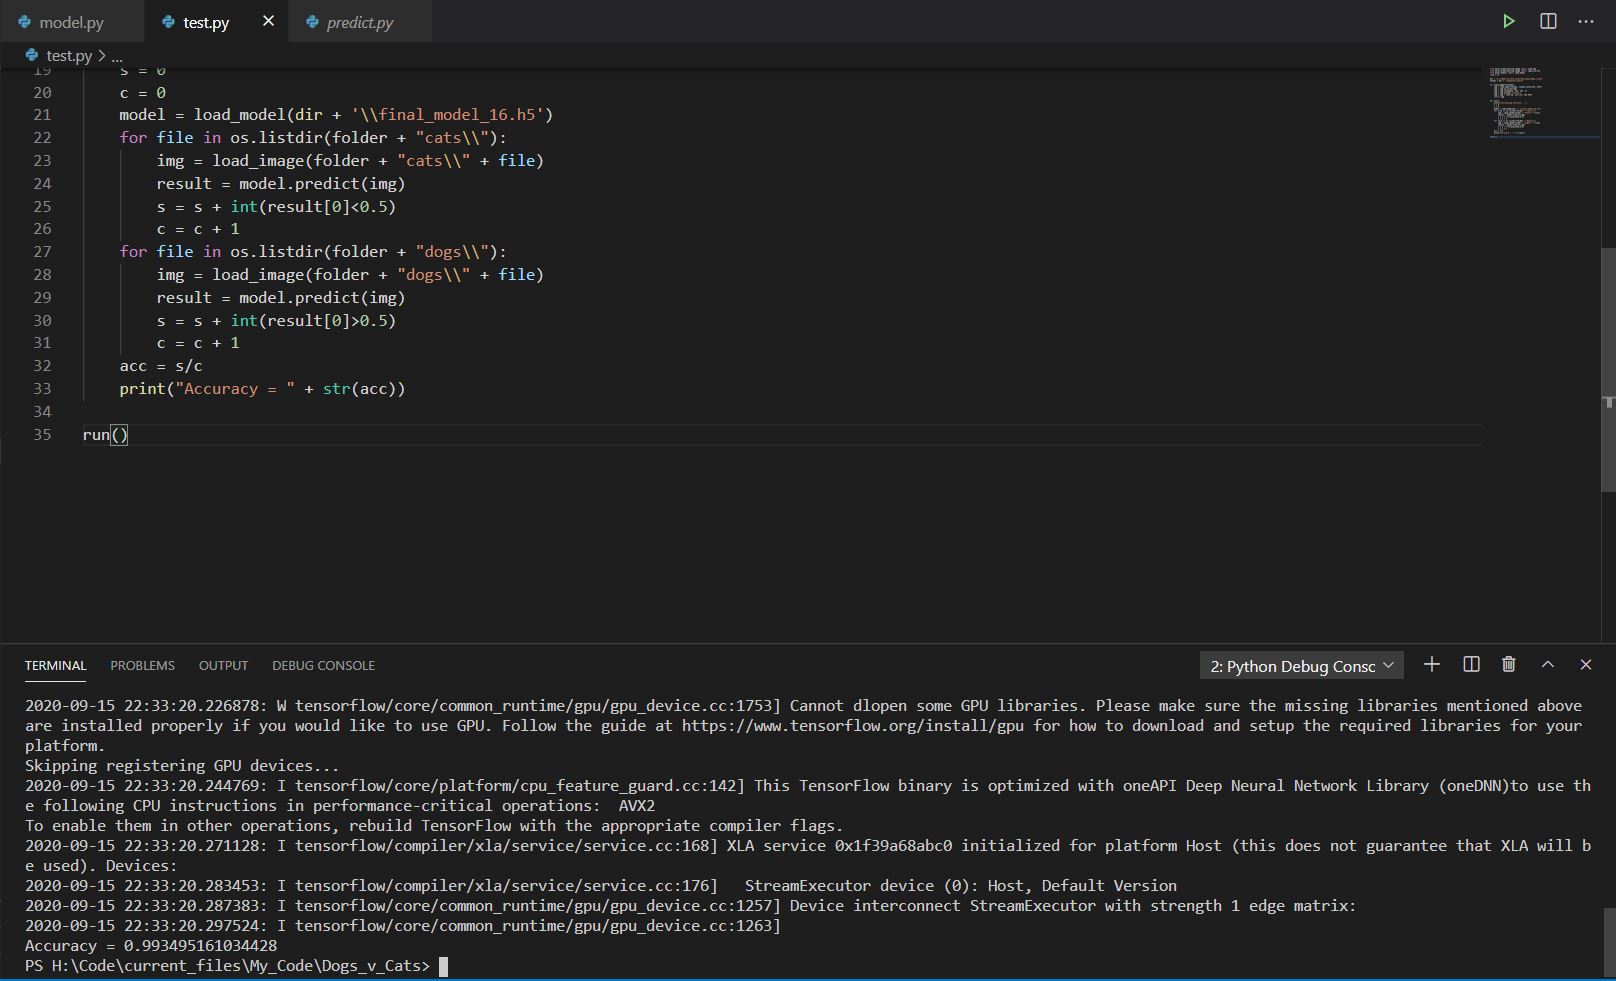 model.py test.py predict.py
test.py > ...
19 s = 0
20 c = 0
21 model = load_model(dir + '\\final_model_16.h5')
22 for file in os.listdir(folder + "cats\\"):
23 img = load_image(folder + "cats\\" + file)
24 result = model.predict(img)
25 s = s + int(result[0]<0.5)
26 c = c + 1
27 for file in os.listdir(folder + "dogs\\"):
28 img = load_image(folder + "dogs\\" + file)
29 result = model.predict(img)
30 s = s + int(result[0]>0.5)
31 c = c + 1
32 acc = s/c
33 print("Accuracy = " + str(acc))
34
35 run()
TERMINAL PROBLEMS OUTPUT DEBUG CONSOLE 2: Python Debug Consc
2020-09-15 22:33:20.226878: W tensorflow/core/common_runtime/gpu/gpu_device.cc:1753] Cannot dlopen some GPU libraries. Please make sure the missing libraries mentioned above
are installed properly if you would like to use GPU. Follow the guide at https://www.tensorflow.org/install/gpu for how to download and setup the required libraries for your
platform.
Skipping registering GPU devices...
2020-09-15 22:33:20.244769: I tensorflow/core/platform/cpu_feature_guard.cc:142] This TensorFlow binary is optimized with oneAPI Deep Neural Network Library (oneDNN)to use th
e following CPU instructions in performance-critical operations:  AVX2
To enable them in other operations, rebuild TensorFlow with the appropriate compiler flags.
2020-09-15 22:33:20.271128: I tensorflow/compiler/xla/service/service.cc:168] XLA service 0x1f39a68abc0 initialized for platform Host (this does not guarantee that XLA will b
e used). Devices:
2020-09-15 22:33:20.283453: I tensorflow/compiler/xla/service/service.cc:176]   StreamExecutor device (0): Host, Default Version
2020-09-15 22:33:20.287383: I tensorflow/core/common_runtime/gpu/gpu_device.cc:1257] Device interconnect StreamExecutor with strength 1 edge matrix:
2020-09-15 22:33:20.297524: I tensorflow/core/common_runtime/gpu/gpu_device.cc:1263]
Accuracy = 0.993495161034428
PS H:\Code\current_files\My_Code\Dogs_v_Cats>